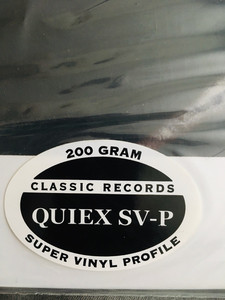 200 GRAM
CLASSIC RECORDS
QUIEX SV-P
SUPER VINYL PROFILE